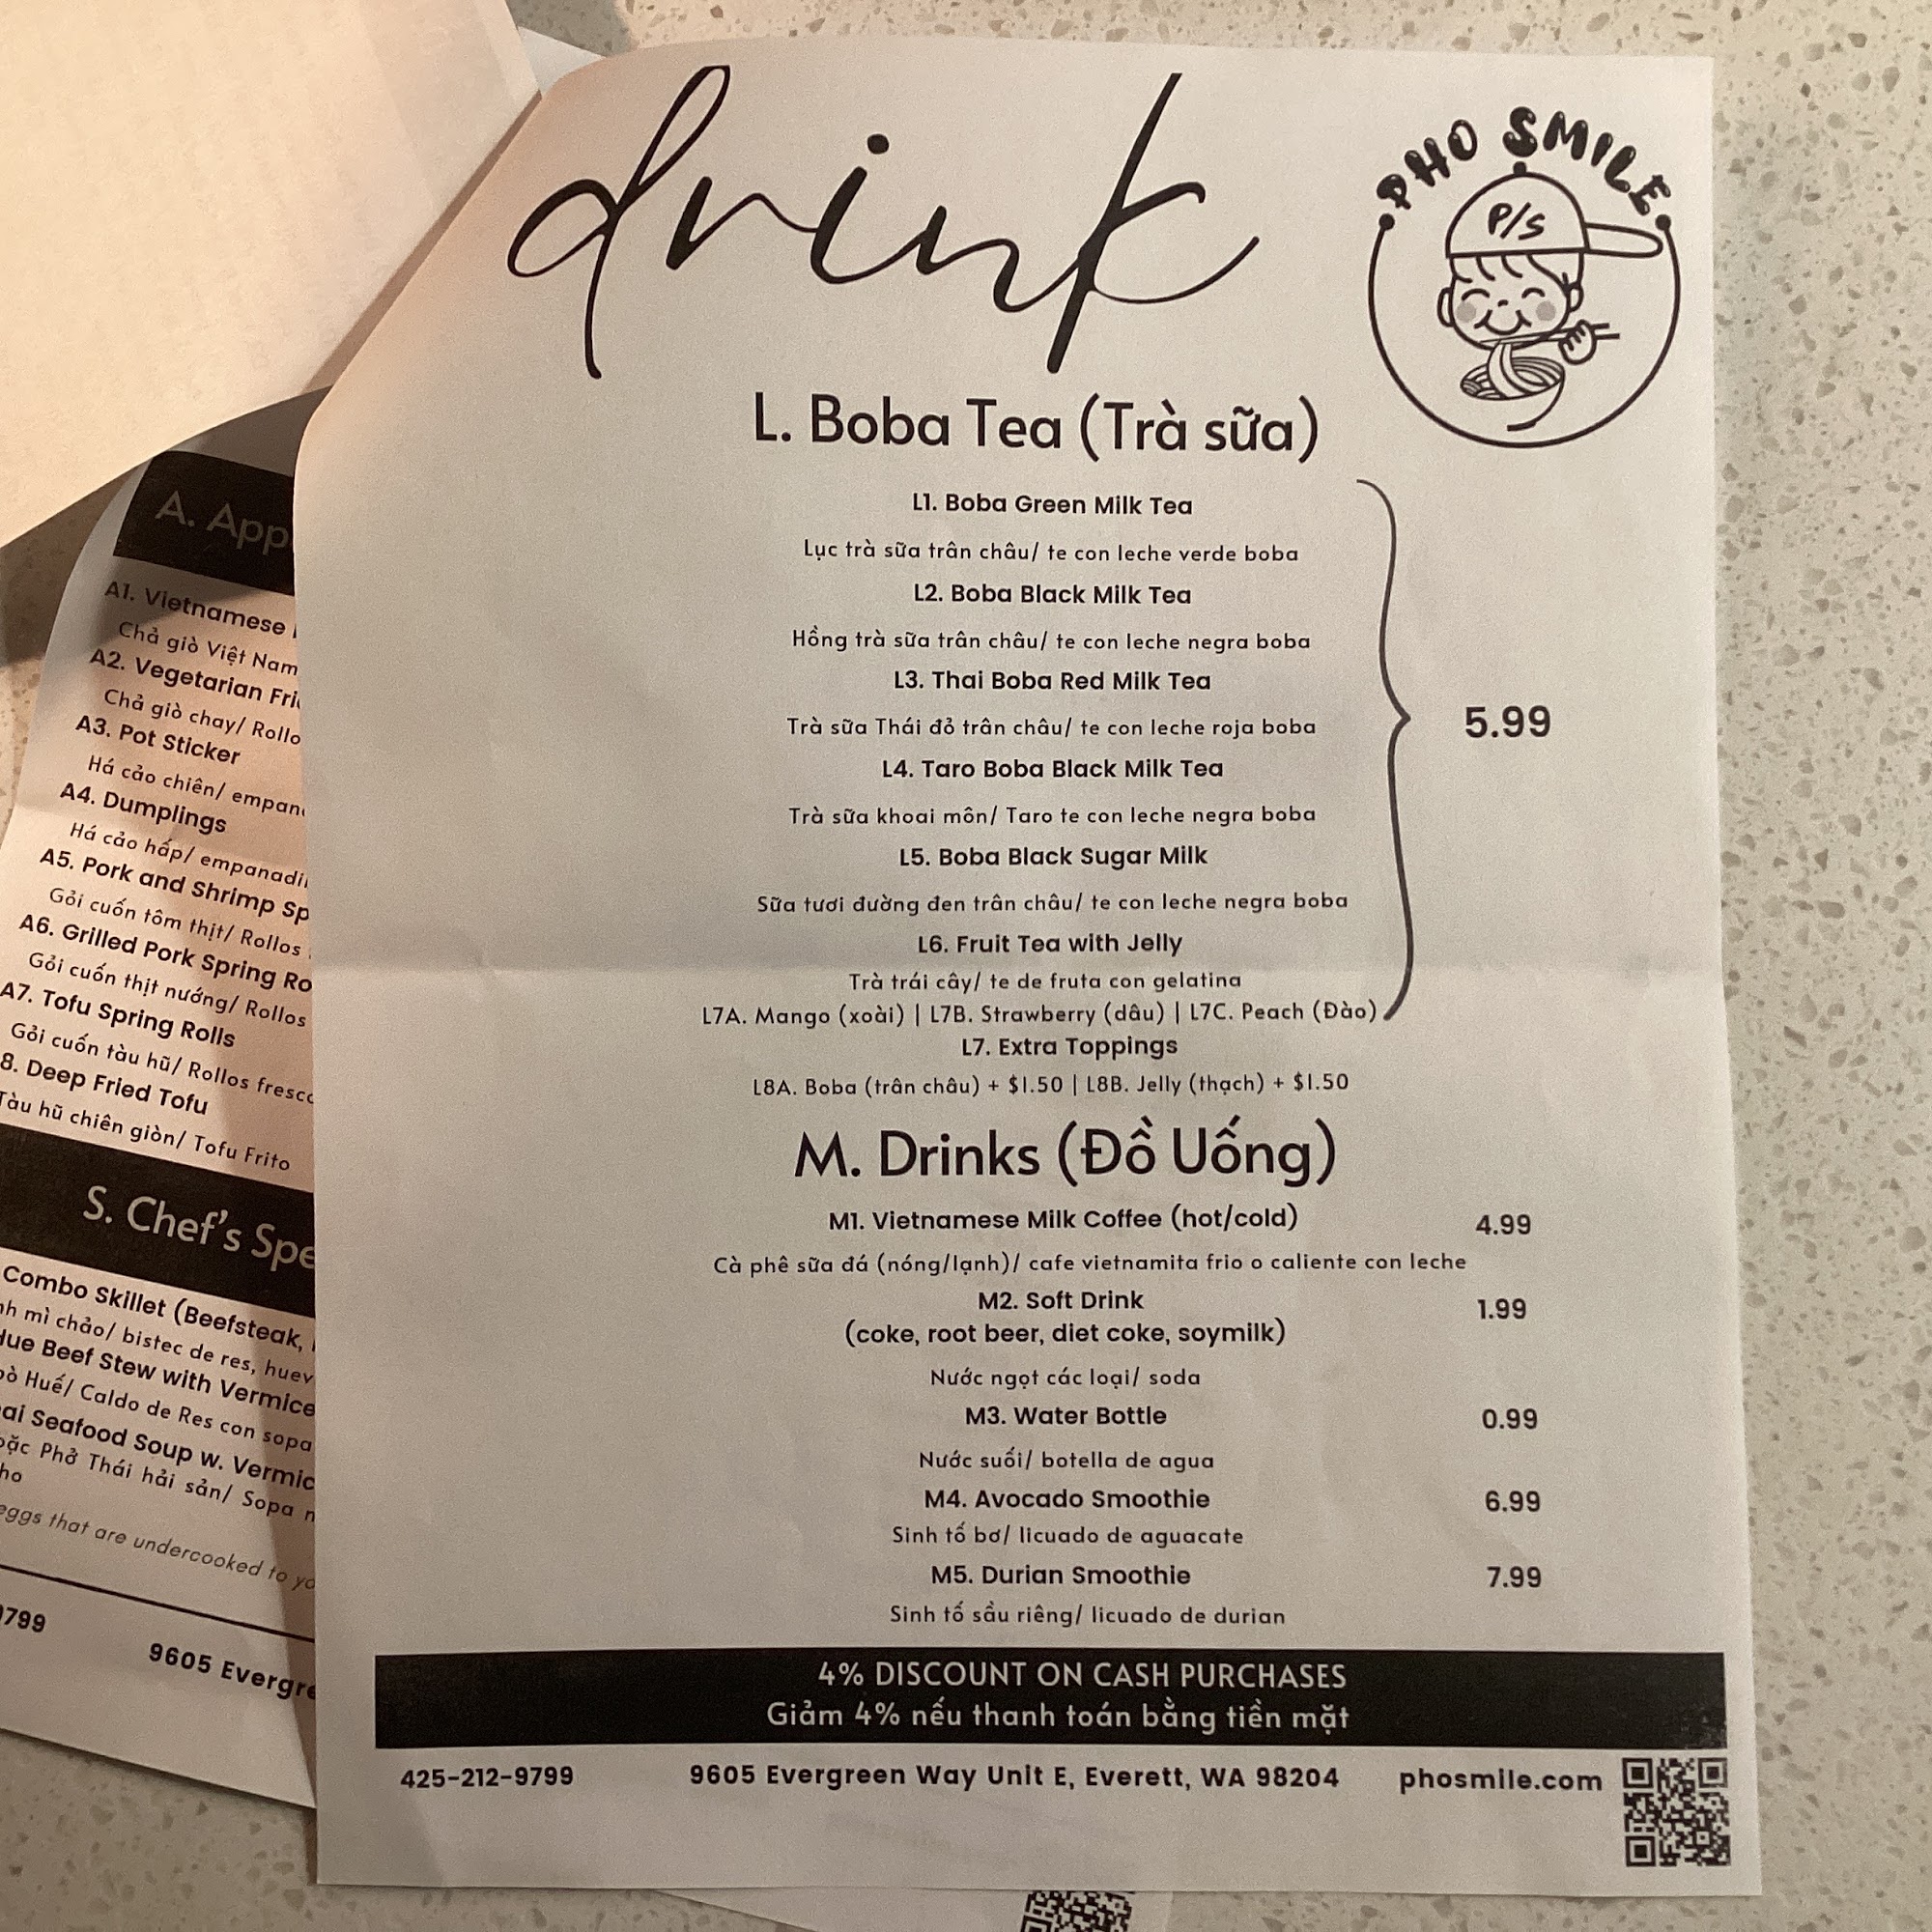 drink
PHO SMILE
P/S
L. Boba Tea (Trà sữa)
L1. Boba Green Milk Tea
Lục trà sữa trân châu/ te con leche verde boba
L2. Boba Black Milk Tea
Hồng trà sữa trân châu/ te con leche negra boba
L3. Thai Boba Red Milk Tea
Trà sữa Thái đỏ trân châu/ te con leche roja boba
5.99
L4. Taro Boba Black Milk Tea
Trà sữa khoai môn/ Taro te con leche negra boba
L5. Boba Black Sugar Milk
Sữa tươi đường đen trân châu/ te con leche negra boba
L6. Fruit Tea with Jelly
Trà trái cây/ te de fruta con gelatina
L7A. Mango (xoài) | L7B. Strawberry (dâu) | L7C. Peach (Đào)
L7. Extra Toppings
L8A. Boba (trân châu) + $1.50 | L8B. Jelly (thạch) + $1.50
M. Drinks (Đồ Uống)
M1. Vietnamese Milk Coffee (hot/cold) 4.99
Cà phê sữa đá (nóng/lạnh)/ cafe vietnamita frio o caliente con leche
M2. Soft Drink 1.99
(coke, root beer, diet coke, soymilk)
Nước ngọt các loại/ soda
M3. Water Bottle 0.99
Nước suối/ botella de agua
M4. Avocado Smoothie 6.99
Sinh tố bơ/ licuado de aguacate
M5. Durian Smoothie 7.99
Sinh tố sầu riêng/ licuado de durian
4% DISCOUNT ON CASH PURCHASES
Giảm 4% nếu thanh toán bằng tiền mặt
425-212-9799 9605 Evergreen Way Unit E, Everett, WA 98204 phosmile.com
A. App
A1. Vietnamese
Chả giò Việt Nam
A2. Vegetarian Fri
Chả giò chay/ Rollo
A3. Pot Sticker
Há cảo chiên/ empan
A4. Dumplings
Há cảo hấp/ empanadi
A5. Pork and Shrimp Sp
Gỏi cuốn tôm thịt/ Rollos
A6. Grilled Pork Spring Ro
Gỏi cuốn thịt nướng/ Rollos
A7. Tofu Spring Rolls
Gỏi cuốn tàu hũ/ Rollos fresc
8. Deep Fried Tofu
Tàu hũ chiên giòn/ Tofu Frito
S. Chef's Spe
Combo Skillet (Beefsteak,
nh mì chảo/ bistec de res, huev
Hue Beef Stew with Vermice
bò Huế/ Caldo de Res con sopa
ai Seafood Soup w. Vermic
oặc Phở Thái hải sản/ Sopa
ho
eggs that are undercooked to yo
9799 9605 Evergre